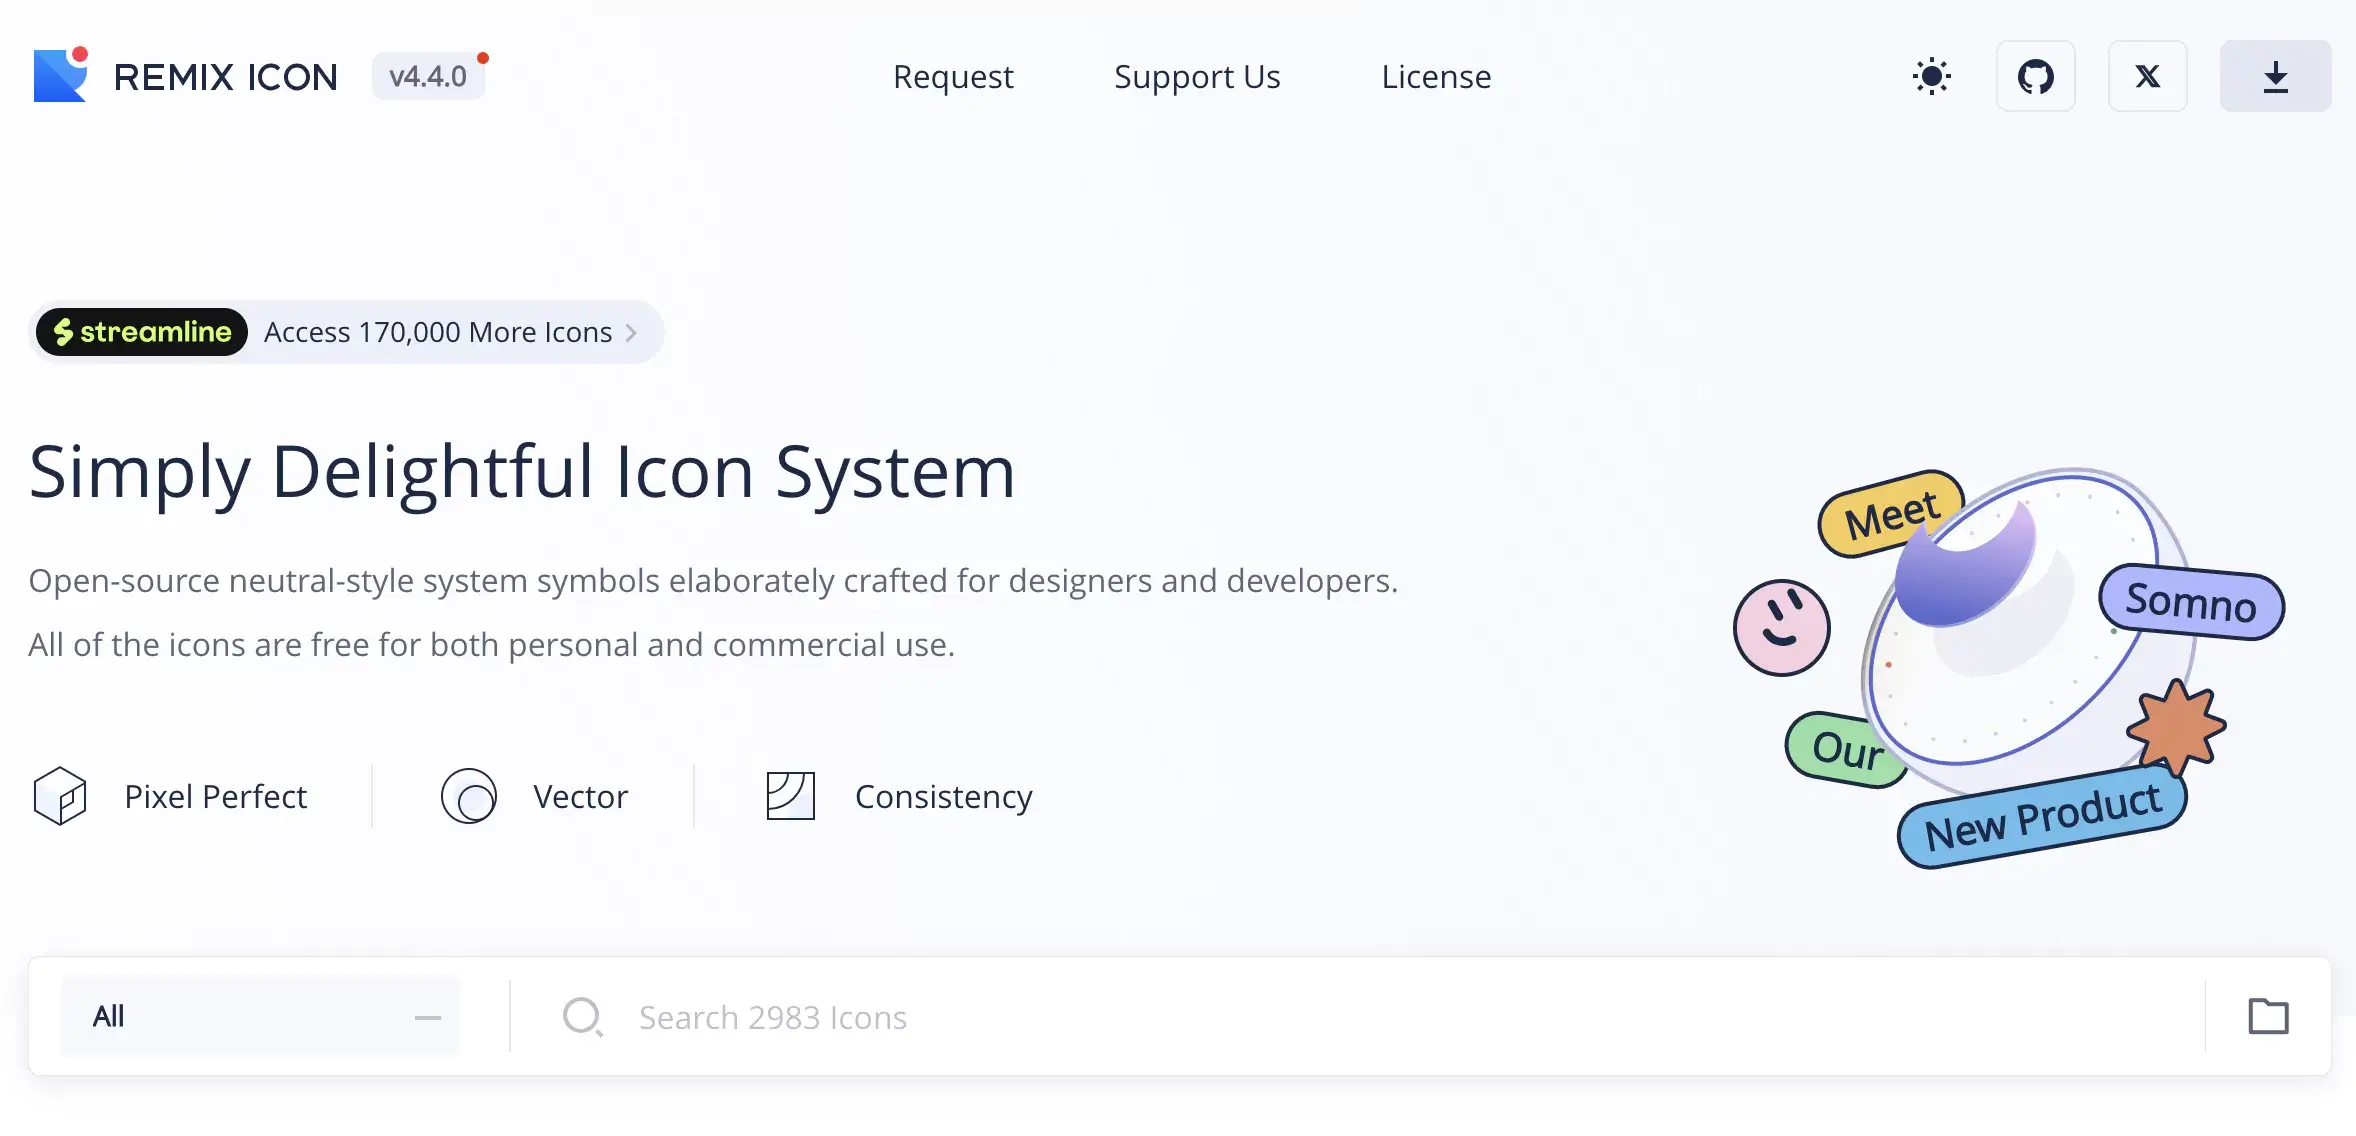 REMIX ICON v4.4.0
Request Support Us License
streamline Access 170,000 More Icons
Simply Delightful Icon System
Open-source neutral-style system symbols elaborately crafted for designers and developers.
All of the icons are free for both personal and commercial use.
Pixel Perfect Vector Consistency
Meet
Somno
Our
New Product
All Search 2983 Icons